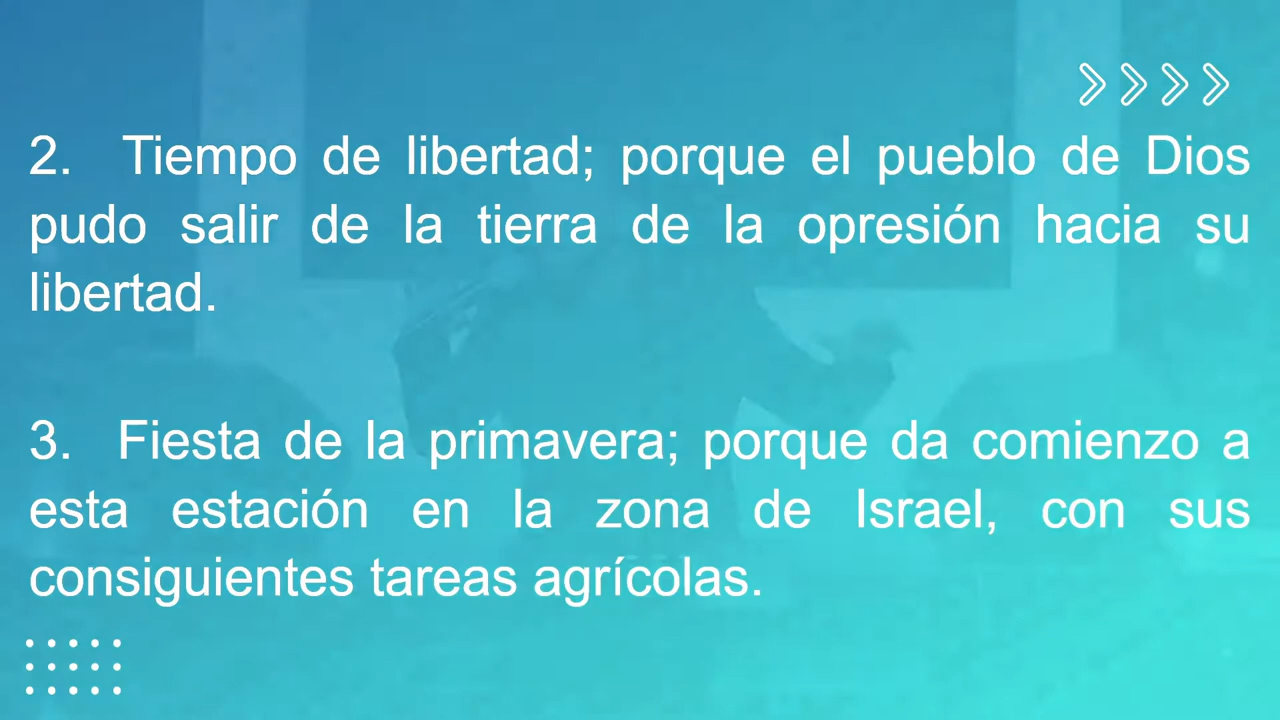 2. Tiempo de libertad; porque el pueblo de Dios
pudo salir de la tierra de la opresión hacia su
libertad.
3. Fiesta de la primavera; porque da comienzo a
esta estación en la zona de Israel, con sus
consiguientes tareas agrícolas.